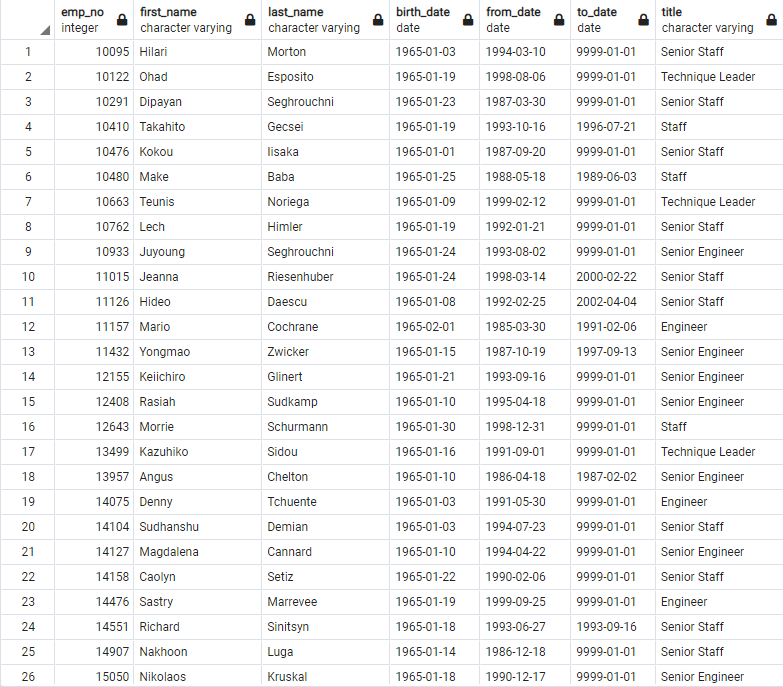 emp_no first_name last_name birth_date from_date to_date title
integer character varying character varying date date date character varying
1 10095 Hilari Morton 1965-01-03 1994-03-10 9999-01-01 Senior Staff
2 10122 Ohad Esposito 1965-01-19 1998-08-06 9999-01-01 Technique Leader
3 10291 Dipayan Seghrouchni 1965-01-23 1987-03-30 9999-01-01 Senior Staff
4 10410 Takahito Gecsei 1965-01-19 1993-10-16 1996-07-21 Staff
5 10476 Kokou Iisaka 1965-01-01 1987-09-20 9999-01-01 Senior Staff
6 10480 Make Baba 1965-01-25 1988-05-18 1989-06-03 Staff
7 10663 Teunis Noriega 1965-01-09 1999-02-12 9999-01-01 Technique Leader
8 10762 Lech Himler 1965-01-19 1992-01-21 9999-01-01 Senior Staff
9 10933 Juyoung Seghrouchni 1965-01-24 1993-08-02 9999-01-01 Senior Engineer
10 11015 Jeanna Riesenhuber 1965-01-24 1998-03-14 2000-02-22 Senior Staff
11 11126 Hideo Daescu 1965-01-08 1992-02-25 2002-04-04 Senior Staff
12 11157 Mario Cochrane 1965-02-01 1985-03-30 1991-02-06 Engineer
13 11432 Yongmao Zwicker 1965-01-15 1987-10-19 1997-09-13 Senior Engineer
14 12155 Keiichiro Glinert 1965-01-21 1993-09-16 9999-01-01 Senior Engineer
15 12408 Rasiah Sudkamp 1965-01-10 1995-04-18 9999-01-01 Senior Engineer
16 12643 Morrie Schurmann 1965-01-30 1998-12-31 9999-01-01 Staff
17 13499 Kazuhiko Sidou 1965-01-16 1991-09-01 9999-01-01 Technique Leader
18 13957 Angus Chelton 1965-01-10 1986-04-18 1987-02-02 Senior Engineer
19 14075 Denny Tchuente 1965-01-03 1991-05-30 9999-01-01 Engineer
20 14104 Sudhanshu Demian 1965-01-03 1994-07-23 9999-01-01 Senior Staff
21 14127 Magdalena Cannard 1965-01-10 1994-04-22 9999-01-01 Senior Engineer
22 14158 Caolyn Setiz 1965-01-22 1990-02-06 9999-01-01 Senior Staff
23 14476 Sastry Marrevee 1965-01-19 1999-09-25 9999-01-01 Engineer
24 14551 Richard Sinitsyn 1965-01-18 1993-06-27 1993-09-16 Senior Staff
25 14907 Nakhoon Luga 1965-01-14 1986-12-18 9999-01-01 Senior Staff
26 15050 Nikolaos Kruskal 1965-01-18 1990-12-17 9999-01-01 Senior Engineer